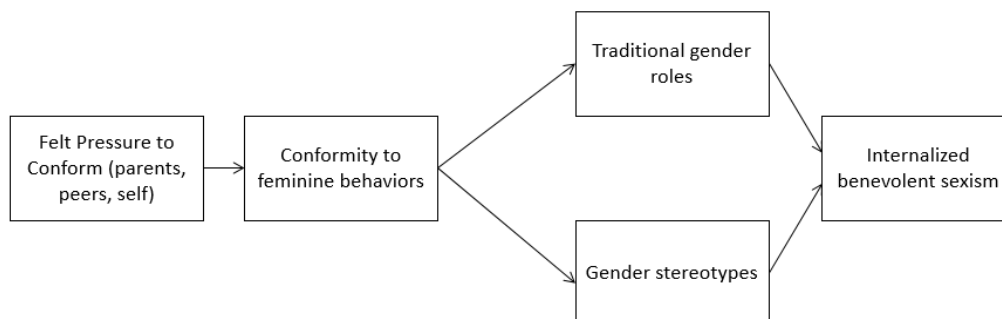 Felt Pressure to
Conform (parents,
peers, self)
Conformity to
feminine behaviors
Traditional gender
roles
Gender stereotypes
Internalized
benevolent sexism